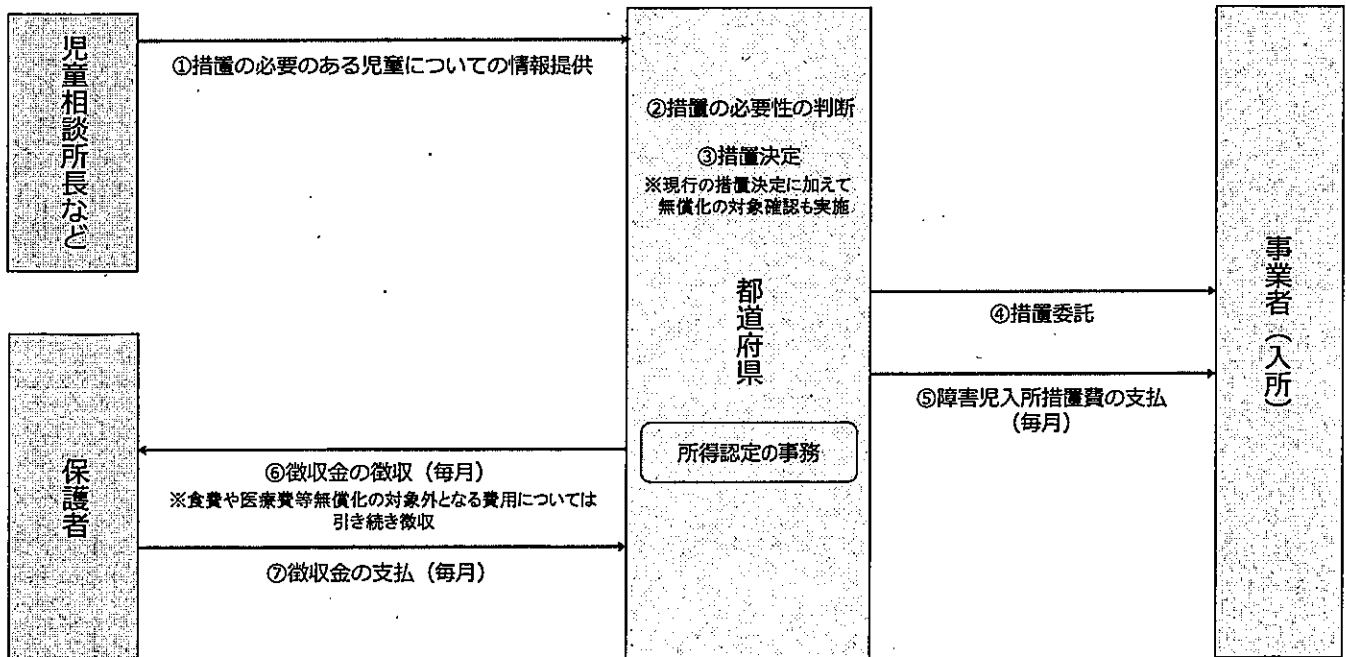 児童相談所長など
①措置の必要のある児童についての情報提供
②措置の必要性の判断
③措置決定
※現行の措置決定に加えて
無償化の対象確認も実施
都道府県
所得認定の事務
④措置委託
⑤障害児入所措置費の支払
(毎月)
事業者(入所)
保護者
⑥徴収金の徴収(毎月)
※食費や医療費等無償化の対象外となる費用については
引き続き徴収
⑦徴収金の支払(毎月)